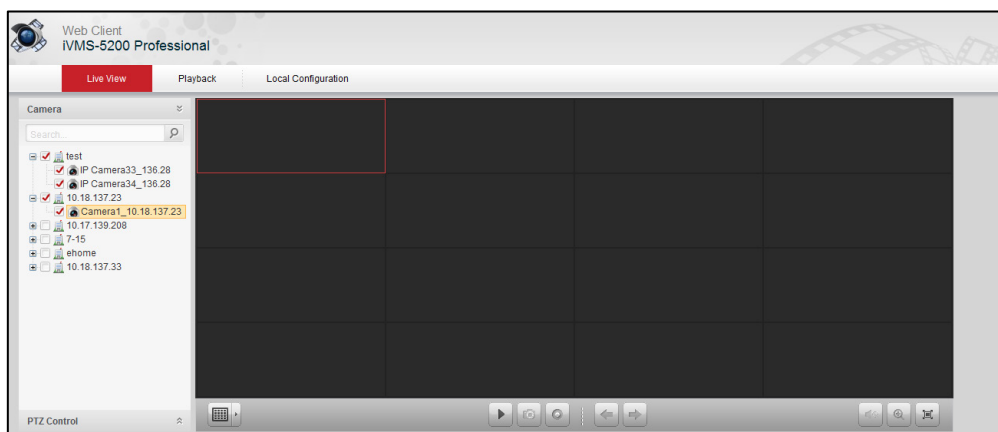 Web Client
iVMS-5200 Professional
Live View
Playback
Local Configuration
Camera
Search...
test
IP Camera33_136.28
IP Camera34_136.28
10.18.137.23
Camera1_10.18.137.23
10.17.139.208
7-15
ehome
10.18.137.33
PTZ Control